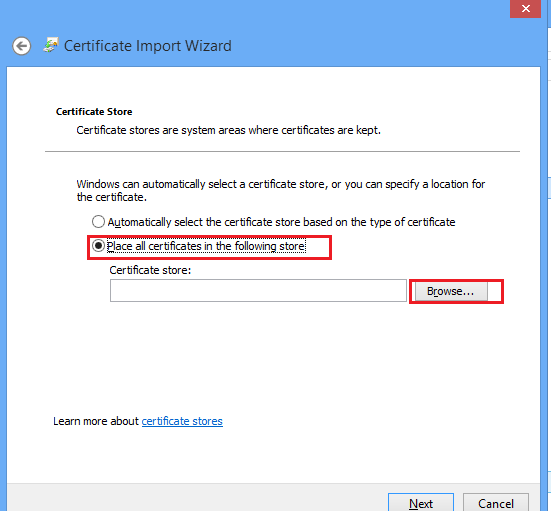 Certificate Import Wizard
Certificate Store
Certificate stores are system areas where certificates are kept.
Windows can automatically select a certificate store, or you can specify a location for
the certificate.
Automatically select the certificate store based on the type of certificate
Place all certificates in the following store
Certificate store:
Browse...
Learn more about certificate stores
Next
Cancel